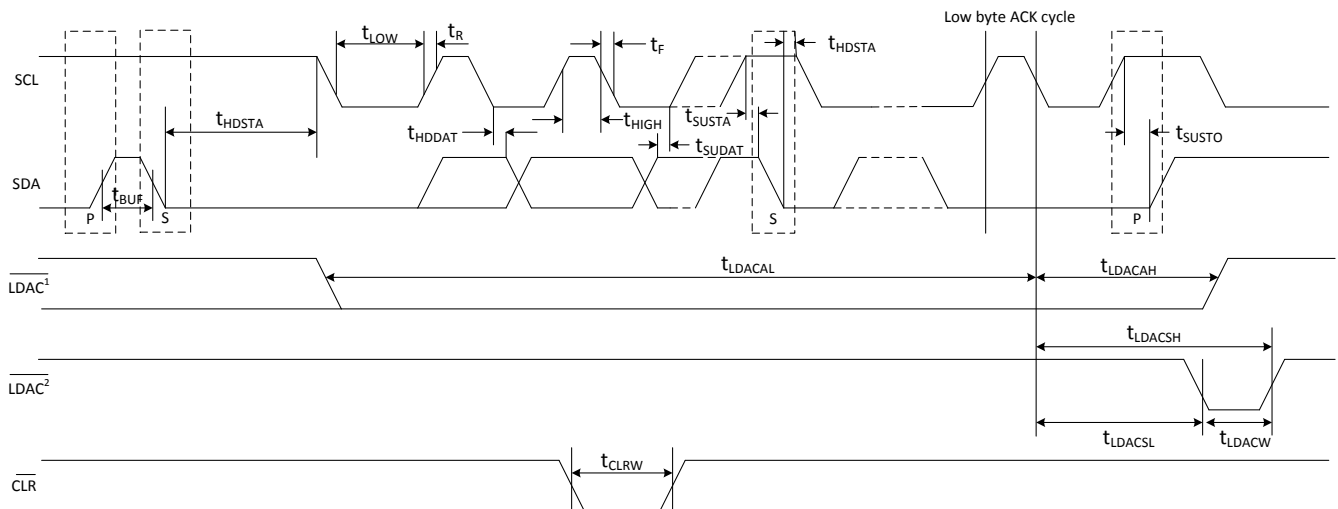 Low byte ACK cycle
tLOW
tR
tF
tHDSTA
SCL
tHDSTA
tHDDAT
tHIGH
tSUDAT
tSUSTA
tSUSTO
SDA
tBUF
P
S
S
P
LDAC1
tLDACAL
tLDACAH
tLDACSH
LDAC2
tLDACSL
tLDACW
tCLRW
CLR